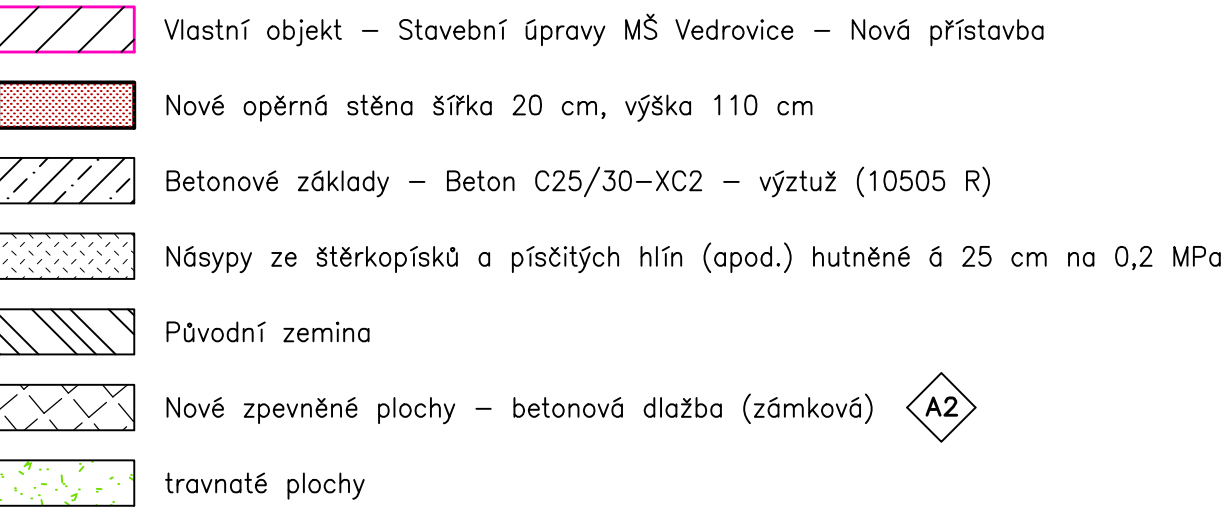 Vlastní objekt – Stavební úpravy MŠ Vedrovice – Nová přístavba
Nové opěrná stěna šířka 20 cm, výška 110 cm
Betonové základy – Beton C25/30–XC2 – výztuž (10505 R)
Násypy ze štěrkopísků a písčitých hlín (apod.) hutněné á 25 cm na 0,2 MPa
Původní zemina
Nové zpevněné plochy – betonová dlažba (zámková) A2
travnaté plochy